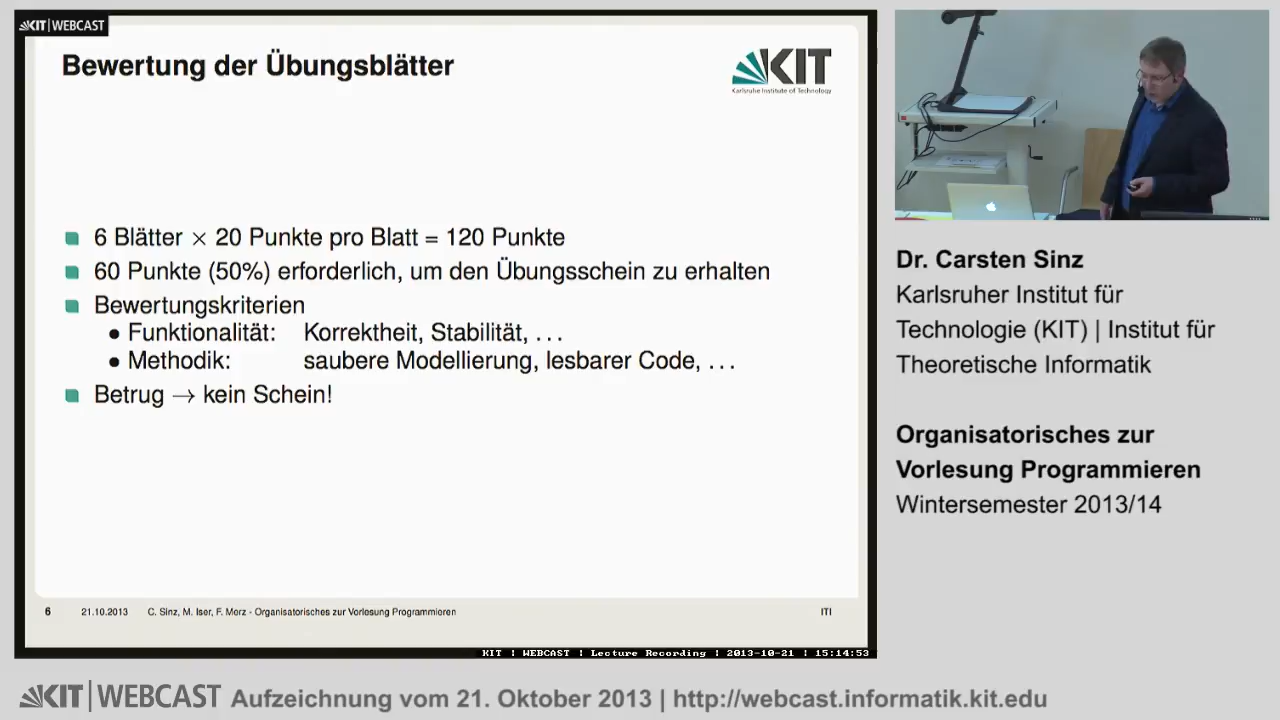 KIT | WEBCAST
Bewertung der Übungsblätter
KIT
Karlsruhe Institute of Technology
6 Blätter × 20 Punkte pro Blatt = 120 Punkte
60 Punkte (50%) erforderlich, um den Übungsschein zu erhalten
Bewertungskriterien
● Funktionalität: Korrektheit, Stabilität, . . .
● Methodik: saubere Modellierung, lesbarer Code, . . .
Betrug → kein Schein!
6 21.10.2013 C. Sinz, M. Iser, F. Merz - Organisatorisches zur Vorlesung Programmieren ITI
KIT | WEBCAST | Lecture Recording | 2013-10-21 | 15:14:53
Dr. Carsten Sinz
Karlsruher Institut für
Technologie (KIT) | Institut für
Theoretische Informatik
Organisatorisches zur
Vorlesung Programmieren
Wintersemester 2013/14
KIT | WEBCAST Aufzeichnung vom 21. Oktober 2013 | http://webcast.informatik.kit.edu